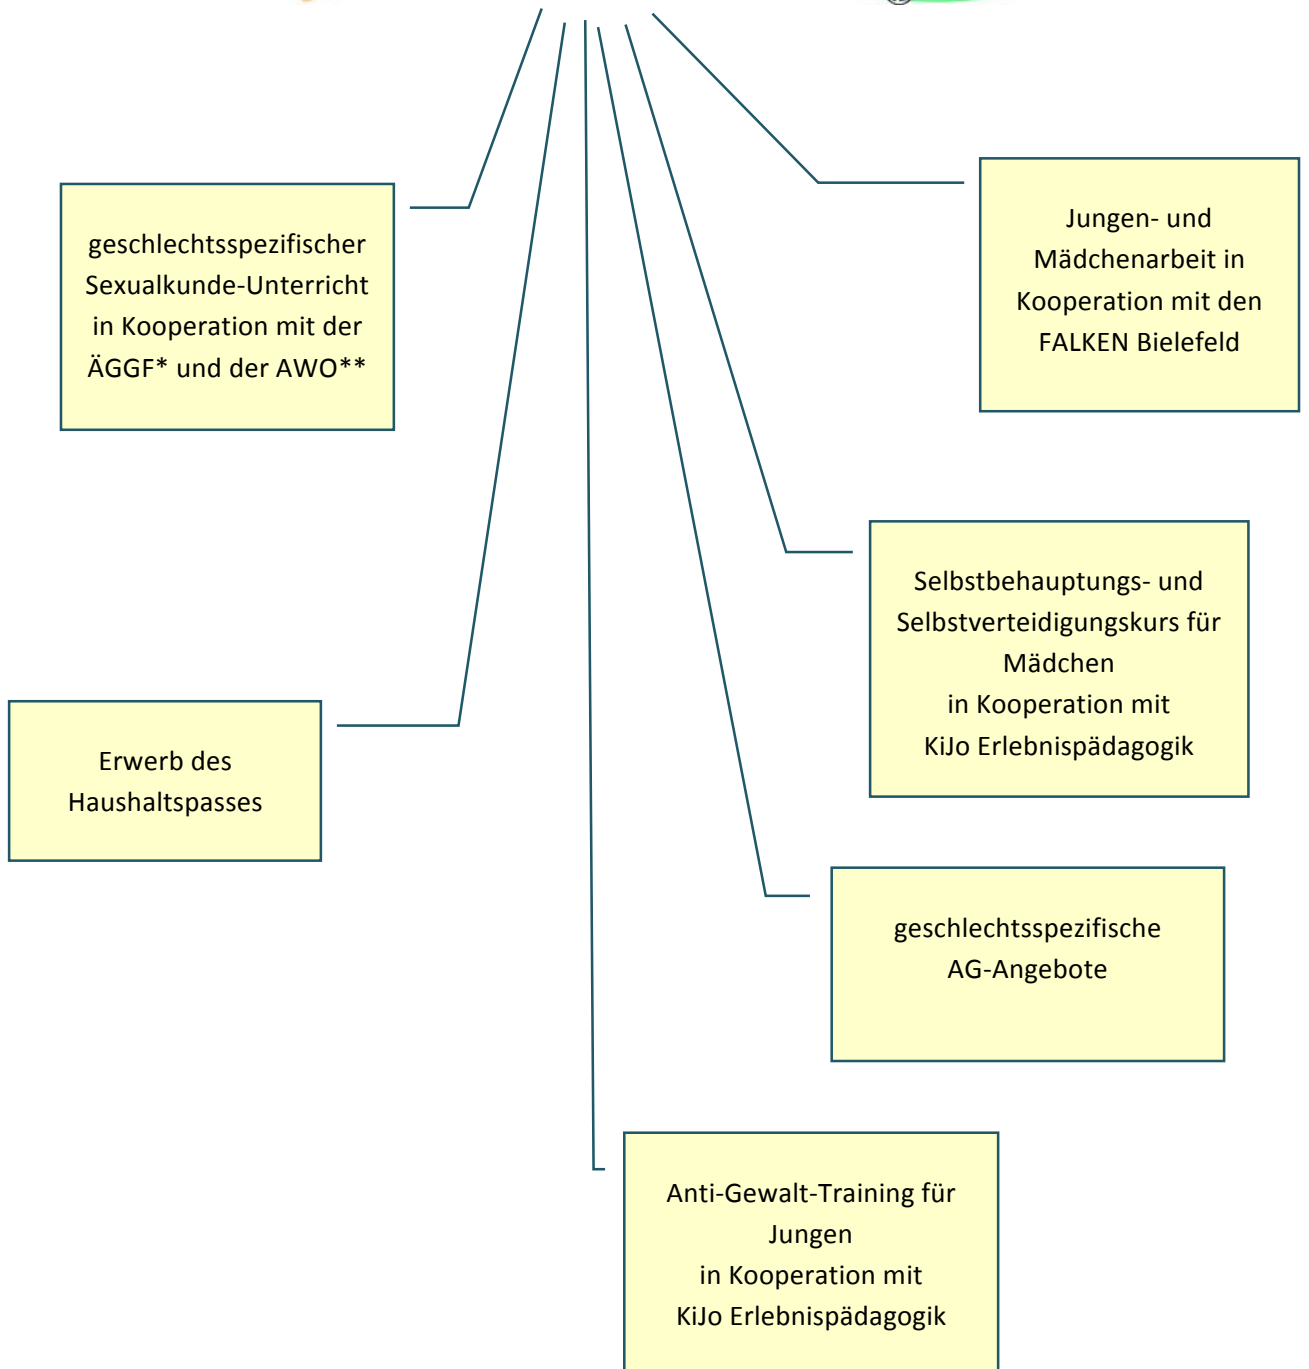 geschlechtsspezifischer
Sexualkunde-Unterricht
in Kooperation mit der
ÄGGF* und der AWO**
Jungen- und
Mädchenarbeit in
Kooperation mit den
FALKEN Bielefeld
Selbstbehauptungs- und
Selbstverteidigungskurs für
Mädchen
in Kooperation mit
KiJo Erlebnispädagogik
Erwerb des
Haushaltspasses
geschlechtsspezifische
AG-Angebote
Anti-Gewalt-Training für
Jungen
in Kooperation mit
KiJo Erlebnispädagogik